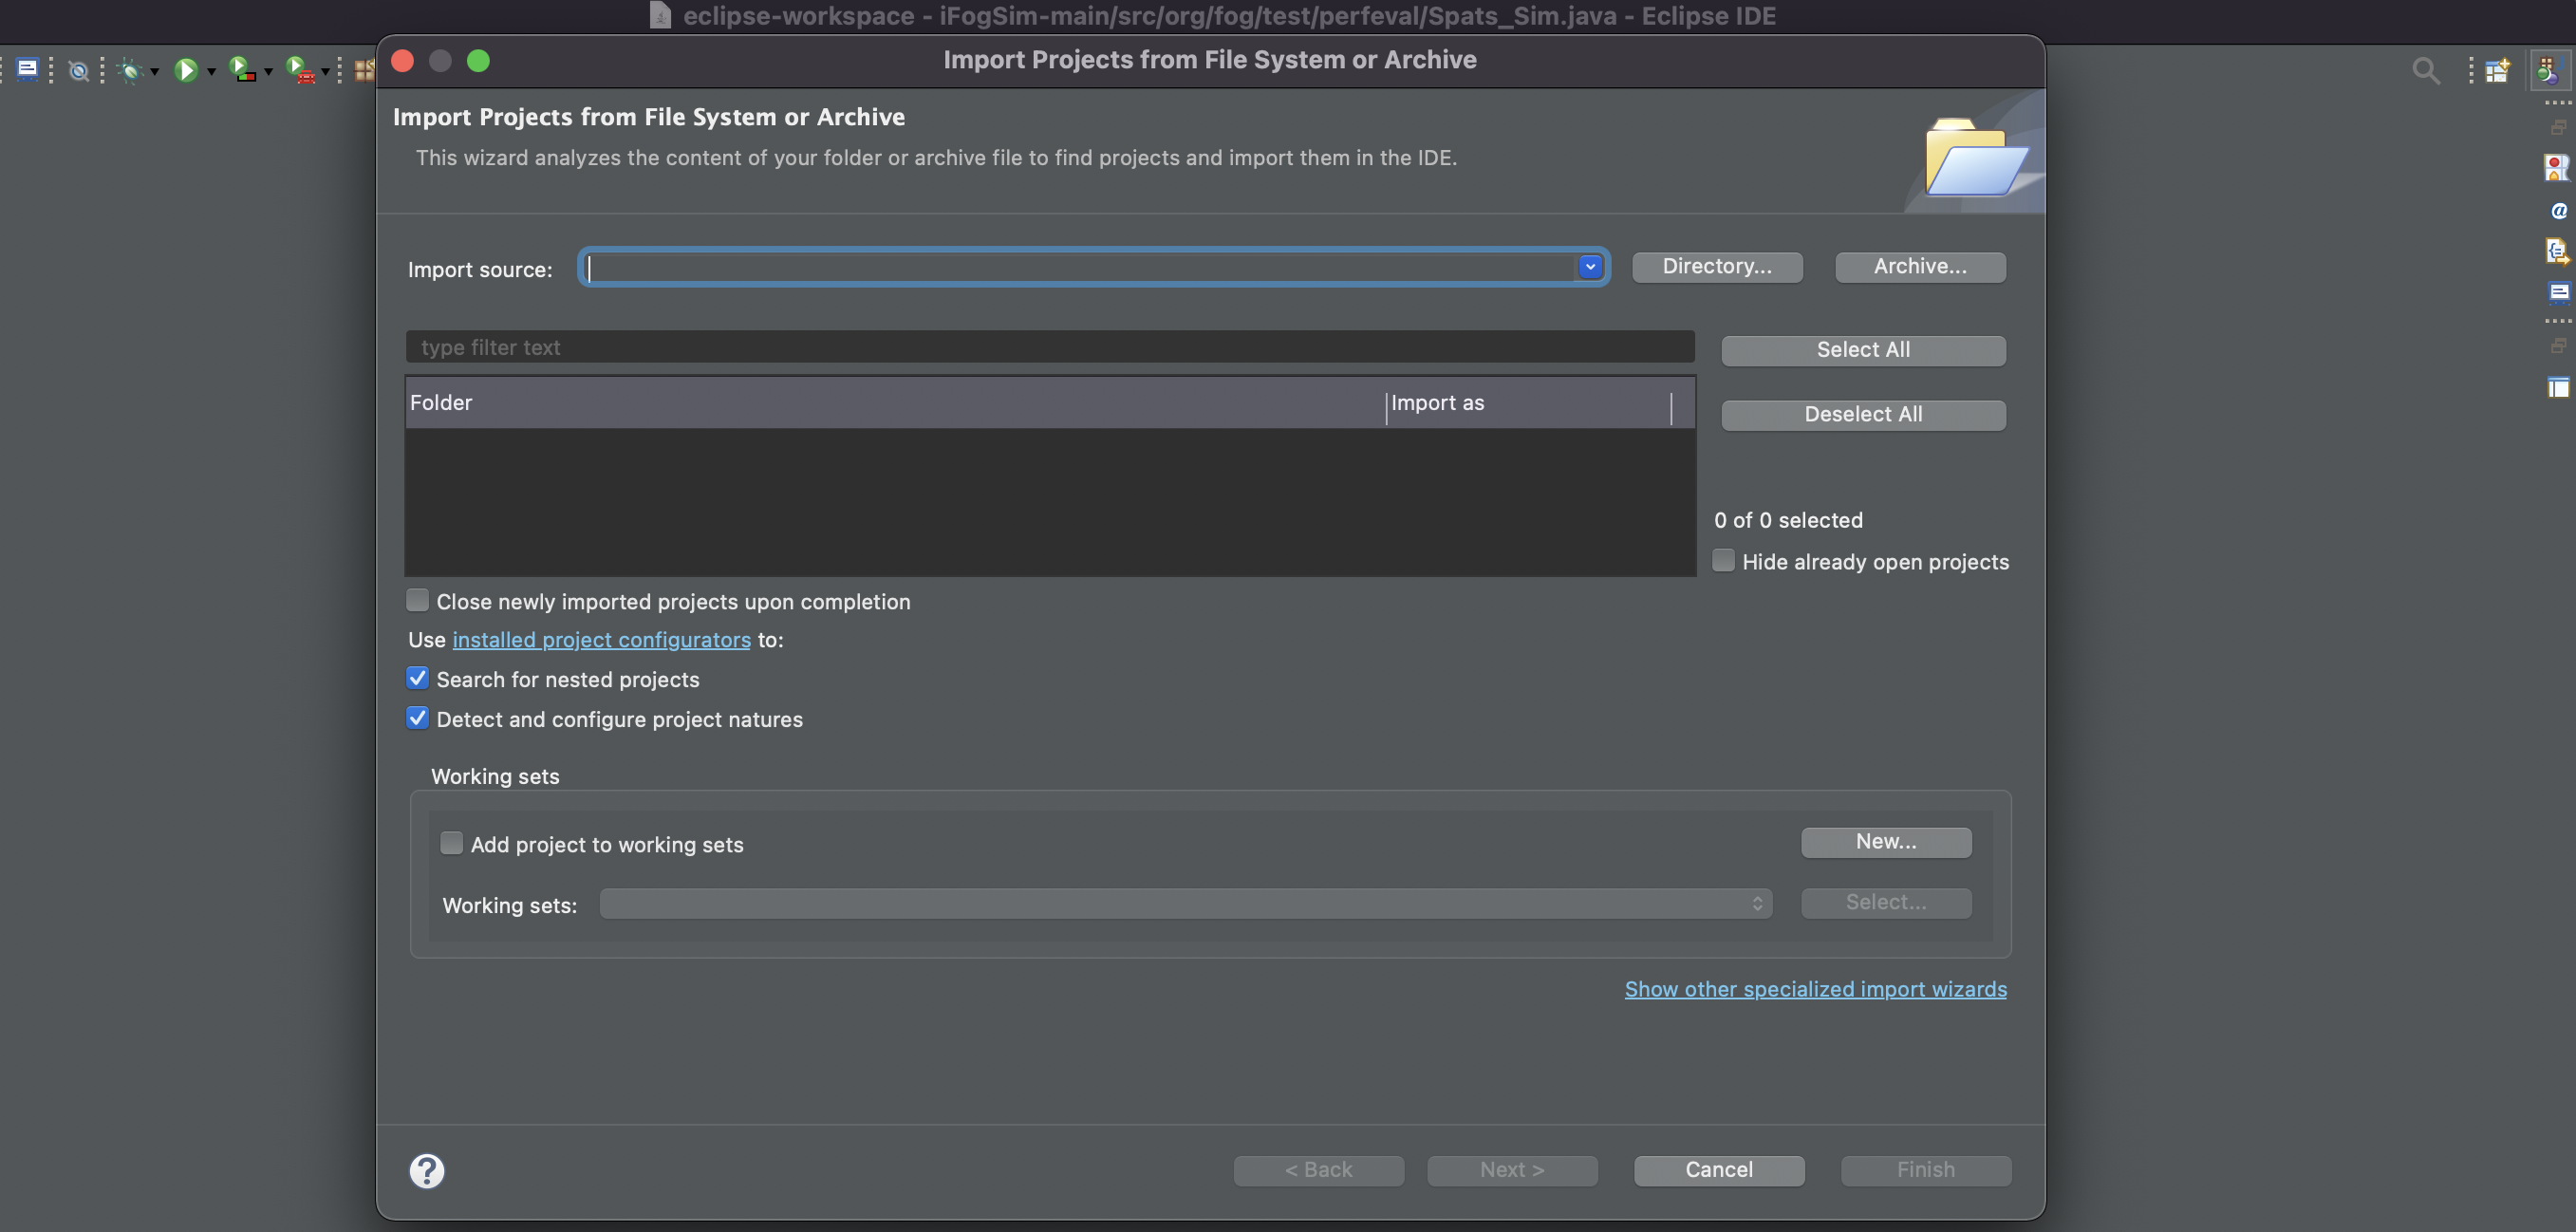 eclipse-workspace - iFogSim-main/src/org/fog/test/perfeval/Spats_Sim.java - Eclipse IDE
Import Projects from File System or Archive
Import Projects from File System or Archive
This wizard analyzes the content of your folder or archive file to find projects and import them in the IDE.
Import source: Directory... Archive...
type filter text
Select All
Folder Import as
Deselect All
0 of 0 selected
Hide already open projects
Close newly imported projects upon completion
Use installed project configurators to:
Search for nested projects
Detect and configure project natures
Working sets
Add project to working sets New...
Working sets: Select...
Show other specialized import wizards
? < Back Next > Cancel Finish